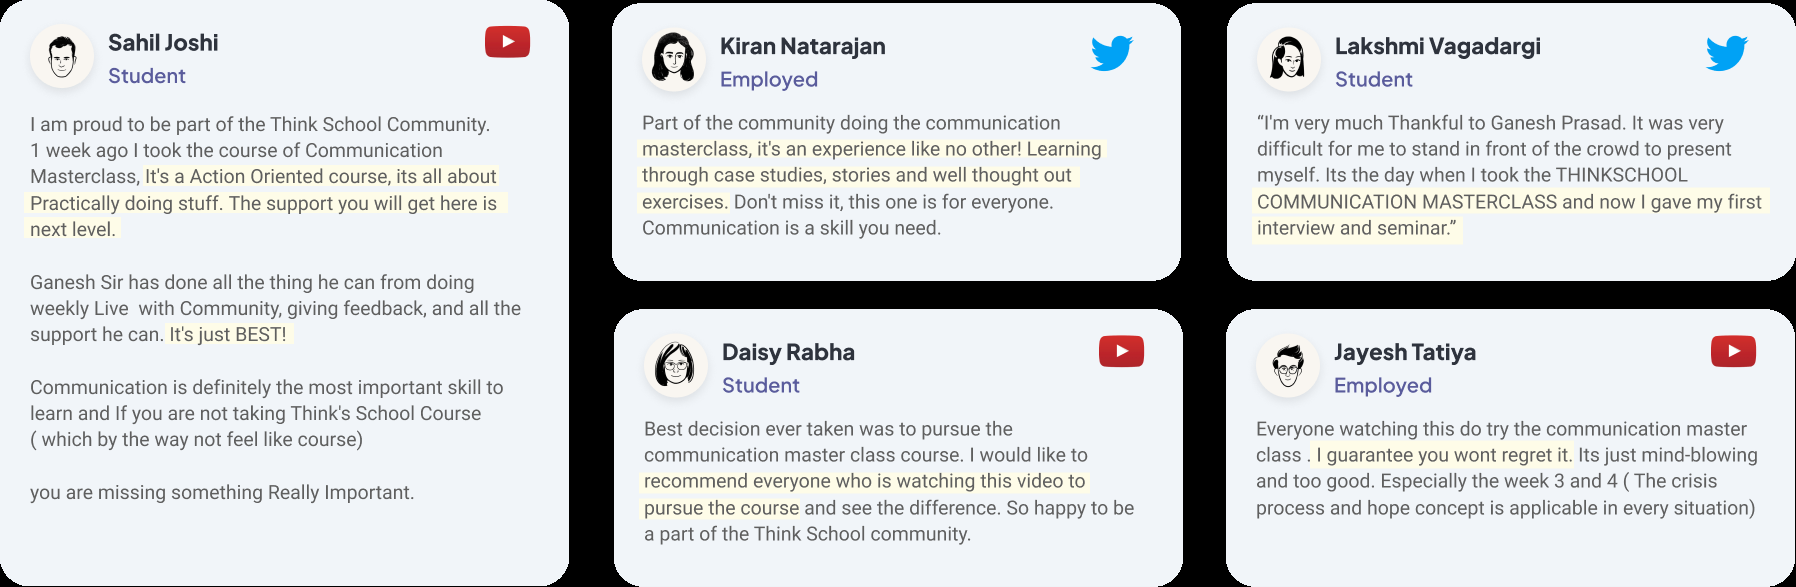 Sahil Joshi
Student
I am proud to be part of the Think School Community.
1 week ago I took the course of Communication
Masterclass, It's a Action Oriented course, its all about
Practically doing stuff. The support you will get here is
next level.
Ganesh Sir has done all the thing he can from doing
weekly Live  with Community, giving feedback, and all the
support he can. It's just BEST!
Communication is definitely the most important skill to
learn and If you are not taking Think's School Course
( which by the way not feel like course)
you are missing something Really Important.
Kiran Natarajan
Employed
Part of the community doing the communication
masterclass, it's an experience like no other! Learning
through case studies, stories and well thought out
exercises. Don't miss it, this one is for everyone.
Communication is a skill you need.
Lakshmi Vagadargi
Student
“I'm very much Thankful to Ganesh Prasad. It was very
difficult for me to stand in front of the crowd to present
myself. Its the day when I took the THINKSCHOOL
COMMUNICATION MASTERCLASS and now I gave my first
interview and seminar.”
Daisy Rabha
Student
Best decision ever taken was to pursue the
communication master class course. I would like to
recommend everyone who is watching this video to
pursue the course and see the difference. So happy to be
a part of the Think School community.
Jayesh Tatiya
Employed
Everyone watching this do try the communication master
class . I guarantee you wont regret it. Its just mind-blowing
and too good. Especially the week 3 and 4 ( The crisis
process and hope concept is applicable in every situation)